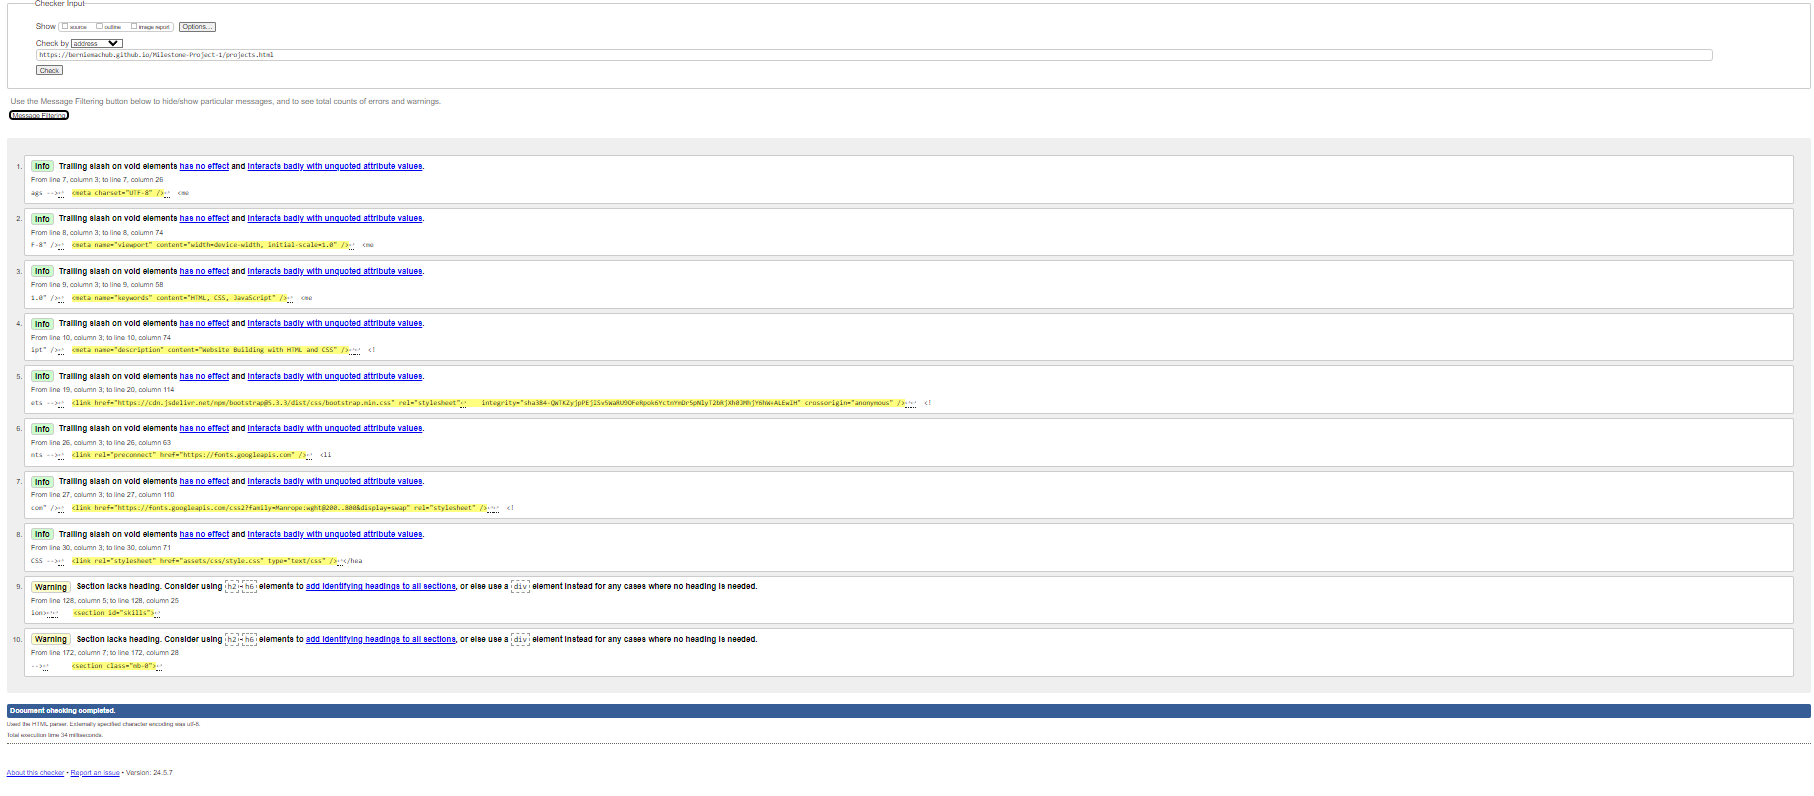 Checker Input
Show source outline image report Options...
Check by address
https://berniemachub.github.io/Milestone-Project-1/projects.html
Check
Use the Message Filtering button below to hide/show particular messages, and to see total counts of errors and warnings.
Message Filtering
1. Info Trailing slash on void elements has no effect and interacts badly with unquoted attribute values.
From line 7, column 3; to line 7, column 26
ags -->↩ <meta charset="UTF-8" />↩ <me
2. Info Trailing slash on void elements has no effect and interacts badly with unquoted attribute values.
From line 8, column 3; to line 8, column 74
F-8" />↩ <meta name="viewport" content="width=device-width, initial-scale=1.0" />↩ <me
3. Info Trailing slash on void elements has no effect and interacts badly with unquoted attribute values.
From line 9, column 3; to line 9, column 58
1.0" />↩ <meta name="keywords" content="HTML, CSS, JavaScript" />↩ <me
4. Info Trailing slash on void elements has no effect and interacts badly with unquoted attribute values.
From line 10, column 3; to line 10, column 74
ipt" />↩ <meta name="description" content="Website Building with HTML and CSS" />↩↩ <!
5. Info Trailing slash on void elements has no effect and interacts badly with unquoted attribute values.
From line 19, column 3; to line 20, column 114
ets -->↩ <link href="https://cdn.jsdelivr.net/npm/bootstrap@5.3.3/dist/css/bootstrap.min.css" rel="stylesheet"↩ integrity= crossorigin="anonymous" />↩↩ <!
6. Info Trailing slash on void elements has no effect and interacts badly with unquoted attribute values.
From line 26, column 3; to line 26, column 63
nts -->↩ <link rel="preconnect" href="https://fonts.googleapis.com" />↩ <li
7. Info Trailing slash on void elements has no effect and interacts badly with unquoted attribute values.
From line 27, column 3; to line 27, column 110
com" />↩ <link href="https://fonts.googleapis.com/css2?family=Manrope:wght@200..800&display=swap" rel="stylesheet" />↩↩ <!
8. Info Trailing slash on void elements has no effect and interacts badly with unquoted attribute values.
From line 30, column 3; to line 30, column 71
CSS -->↩ <link rel="stylesheet" href="assets/css/style.css" type="text/css" />↩</hea
9. Warning Section lacks heading. Consider using h2-h6 elements to add identifying headings to all sections, or else use a div element instead for any cases where no heading is needed.
From line 128, column 5; to line 128, column 25
ion>↩↩ <section id="skills">↩
10. Warning Section lacks heading. Consider using h2-h6 elements to add identifying headings to all sections, or else use a div element instead for any cases where no heading is needed.
From line 172, column 7; to line 172, column 28
-->↩ <section class="mb-0">↩
Document checking completed.
Used the HTML parser. Externally specified character encoding was utf-8.
Total execution time 34 milliseconds.
About this checker • Report an issue • Version: 24.5.7